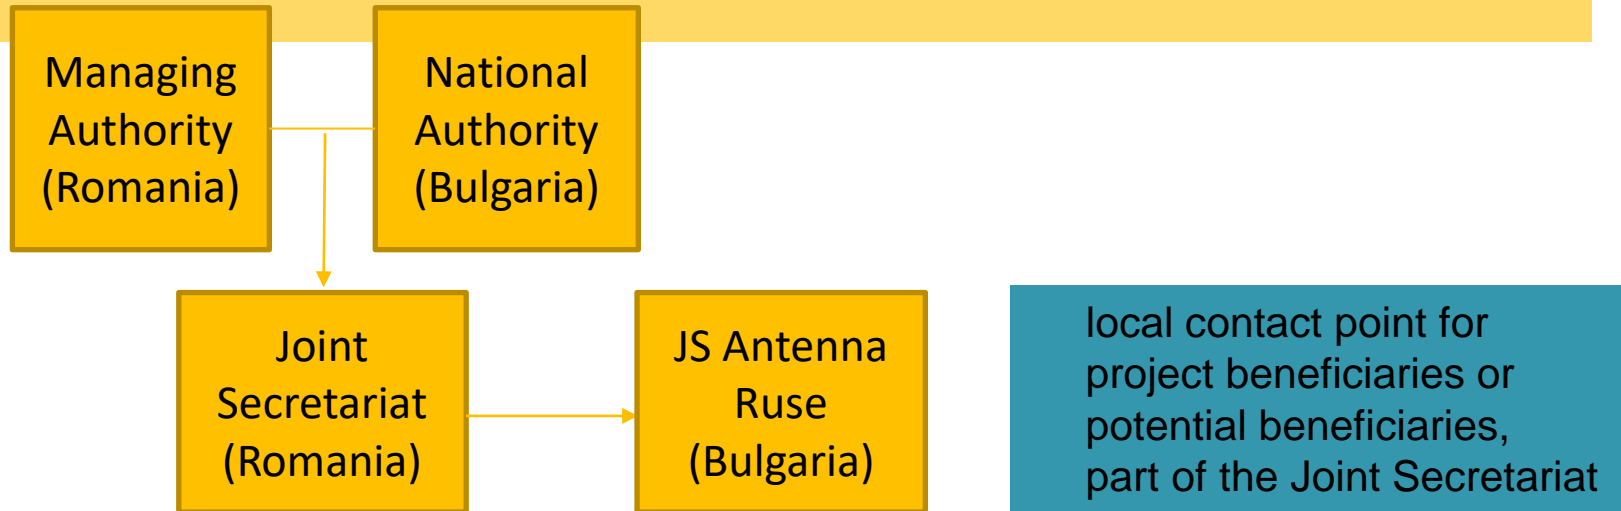 Managing
Authority
(Romania)
National
Authority
(Bulgaria)
Joint
Secretariat
(Romania)
JS Antenna
Ruse
(Bulgaria)
local contact point for
project beneficiaries or
potential beneficiaries,
part of the Joint Secretariat